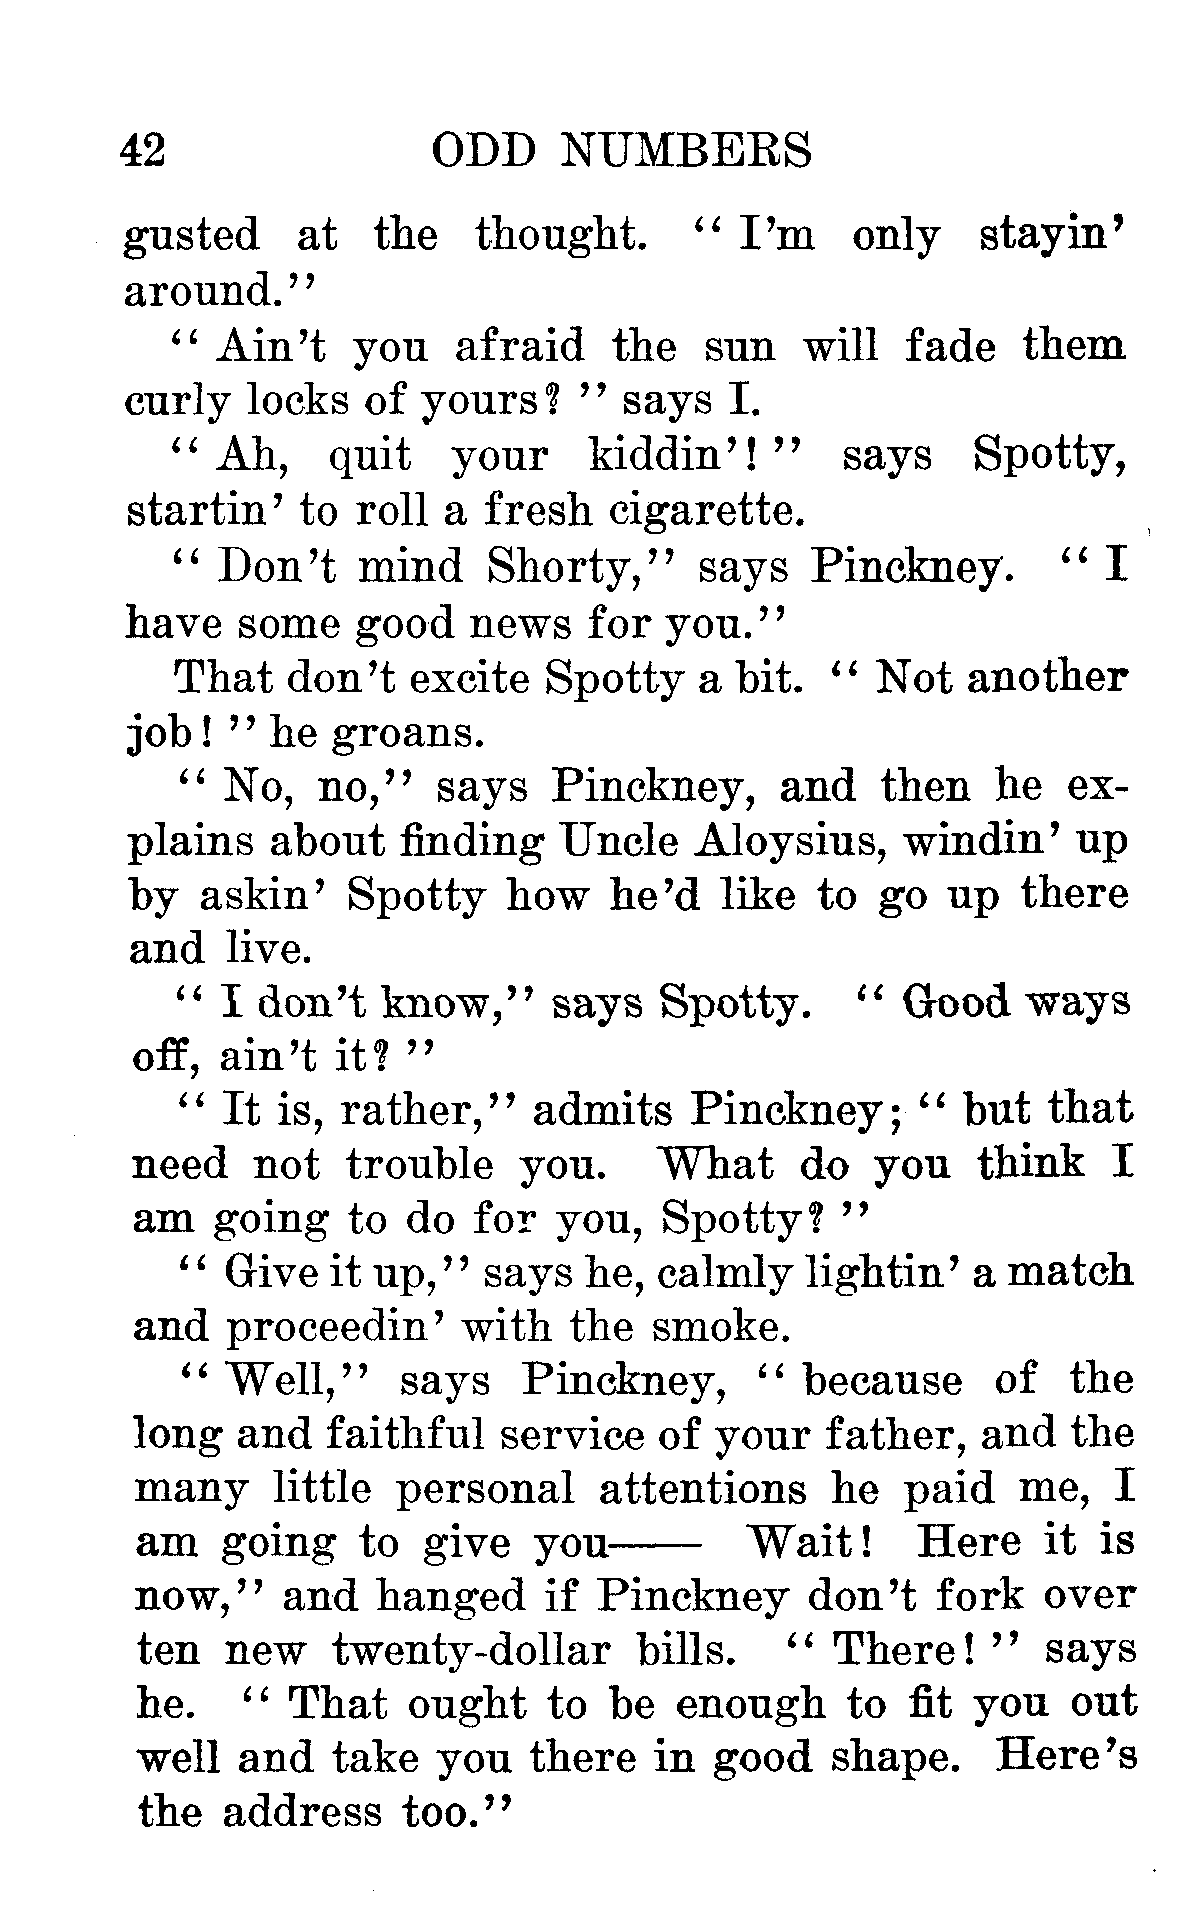 42 ODD NUMBERS
gusted at the thought. "I'm only stayin'
around."
"Ain't you afraid the sun will fade them
curly locks of yours?" says I.
"Ah, quit your kiddin'!" says Spotty,
startin' to roll a fresh cigarette.
"Don't mind Shorty," says Pinckney. "I
have some good news for you."
That don't excite Spotty a bit. "Not another
job!" he groans.
"No, no," says Pinckney, and then he ex-
plains about finding Uncle Aloysius, windin' up
by askin' Spotty how he'd like to go up there
and live.
"I don't know," says Spotty. "Good ways
off, ain't it?"
"It is, rather," admits Pinckney; "but that
need not trouble you. What do you think I
am going to do for you, Spotty?"
"Give it up," says he, calmly lightin' a match
and proceedin' with the smoke.
"Well," says Pinckney, "because of the
long and faithful service of your father, and the
many little personal attentions he paid me, I
am going to give you—— Wait! Here it is
now," and hanged if Pinckney don't fork over
ten new twenty-dollar bills. "There!" says
he. "That ought to be enough to fit you out
well and take you there in good shape. Here's
the address too."